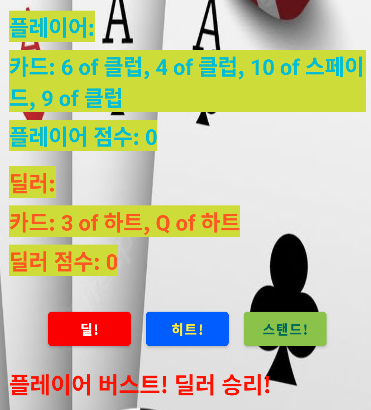 플레이어:
카드: 6 of 클럽, 4 of 클럽, 10 of 스페이
드, 9 of 클럽
플레이어 점수: 0
딜러:
카드: 3 of 하트, Q of 하트
딜러 점수: 0
딜! 히트! 스탠드!
플레이어 버스트! 딜러 승리!
A
A
A